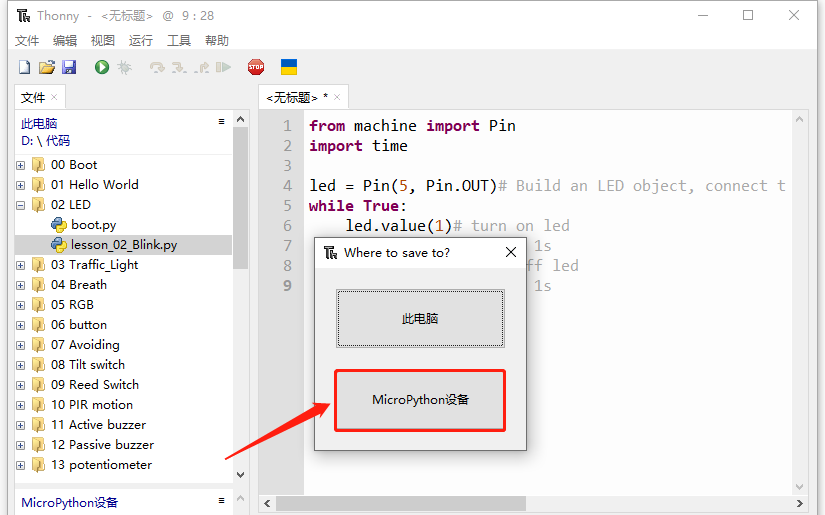 Thonny - <无标题> @ 9 : 28
文件 编辑 视图 运行 工具 帮助
STOP
文件
<无标题> *
此电脑
D: \ 代码
00 Boot
01 Hello World
02 LED
boot.py
lesson_02_Blink.py
03 Traffic_Light
04 Breath
05 RGB
06 button
07 Avoiding
08 Tilt switch
09 Reed Switch
10 PIR motion
11 Active buzzer
12 Passive buzzer
13 potentiometer
MicroPython设备
1 from machine import Pin
2 import time
3
4 led = Pin(5, Pin.OUT)# Build an LED object, connect t
5 while True:
6 led.value(1)# turn on led
7 1s
8 ff led
9 1s
Where to save to?
此电脑
MicroPython设备